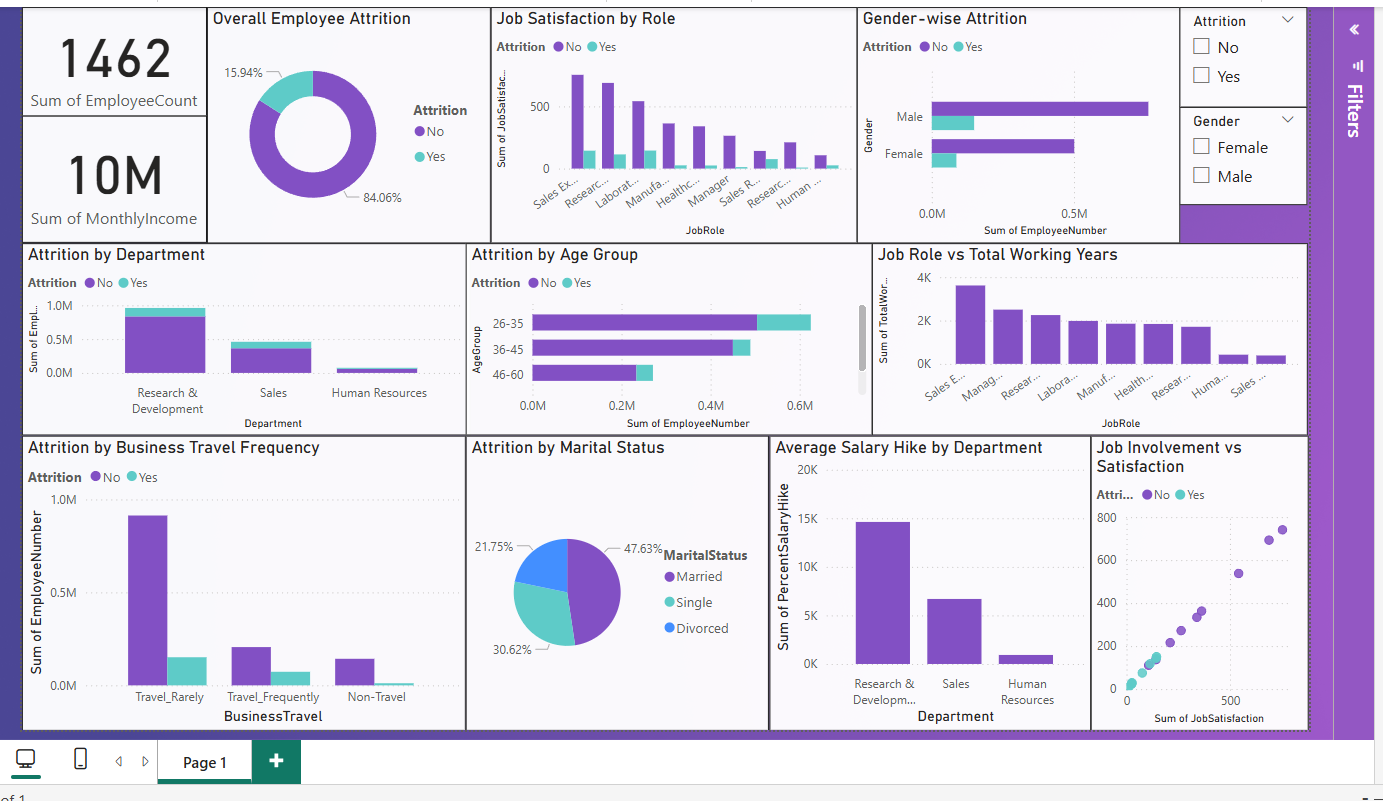 1462
Sum of EmployeeCount
10M
Sum of MonthlyIncome
Overall Employee Attrition
15.94%
84.06%
Attrition
No
Yes
Job Satisfaction by Role
Attrition No Yes
Sum of JobSatisfac...
500
0
Sales Ex...
Researc...
Laborat...
Manufa...
Healthc...
Manager
Sales R...
Researc...
Human ...
JobRole
Gender-wise Attrition
Attrition No Yes
Gender
Male
Female
0.0M 0.5M
Sum of EmployeeNumber
Attrition
No
Yes
Gender
Female
Male
Filters
Attrition by Department
Attrition No Yes
Sum of Empl...
1.0M
0.5M
0.0M
Research & Development
Sales
Human Resources
Department
Attrition by Age Group
Attrition No Yes
AgeGroup
26-35
36-45
46-60
0.0M 0.2M 0.4M 0.6M
Sum of EmployeeNumber
Job Role vs Total Working Years
Sum of TotalWor...
4K
2K
0K
Sales E...
Manag...
Resear...
Labora...
Manuf...
Health...
Resear...
Huma...
Sales ...
JobRole
Attrition by Business Travel Frequency
Attrition No Yes
Sum of EmployeeNumber
1.0M
0.5M
0.0M
Travel_Rarely Travel_Frequently Non-Travel
BusinessTravel
Attrition by Marital Status
21.75%
47.63%
30.62%
MaritalStatus
Married
Single
Divorced
Average Salary Hike by Department
Sum of PercentSalaryHike
20K
15K
10K
5K
0K
Research & Developm...
Sales
Human Resources
Department
Job Involvement vs
Satisfaction
Attri... No Yes
800
600
400
200
0
0 500
Sum of JobSatisfaction
Page 1
of 1